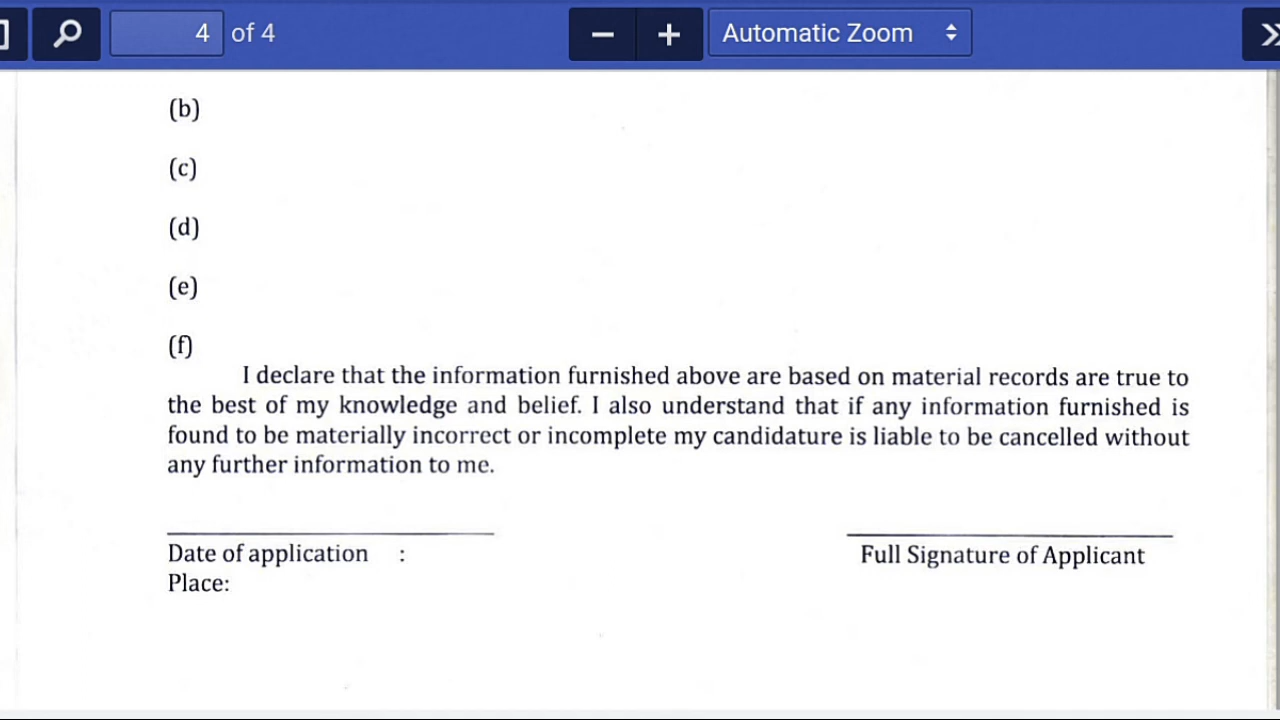 4 of 4
Automatic Zoom
(b)
(c)
(d)
(e)
(f)
I declare that the information furnished above are based on material records are true to
the best of my knowledge and belief. I also understand that if any information furnished is
found to be materially incorrect or incomplete my candidature is liable to be cancelled without
any further information to me.
Date of application :
Full Signature of Applicant
Place: